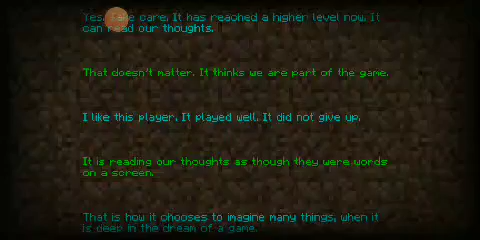 Yes. Take care. It has reached a higher level now. It
can read our thoughts.
That doesn't matter. It thinks we are part of the game.
I like this player. It played well. It did not give up.
It is reading our thoughts as though they were words
on a screen.
That is how it chooses to imagine many things, when it
is deep in the dream of a game.